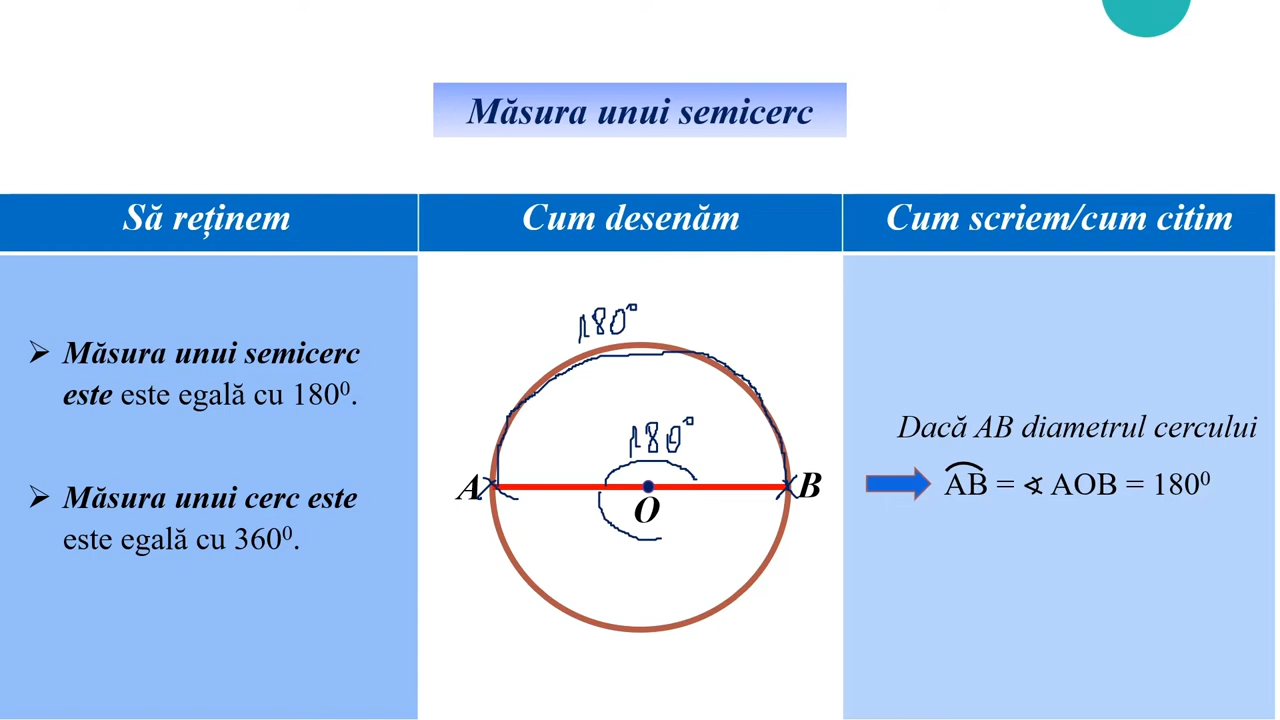 Măsura unui semicerc
Să reținem
Cum desenăm
Cum scriem/cum citim
➢ Măsura unui semicerc
este este egală cu 180⁰.
➢ Măsura unui cerc este
este egală cu 360⁰.
180°
180°
A
B
O
Dacă AB diametrul cercului
AB = ∢ AOB = 180⁰